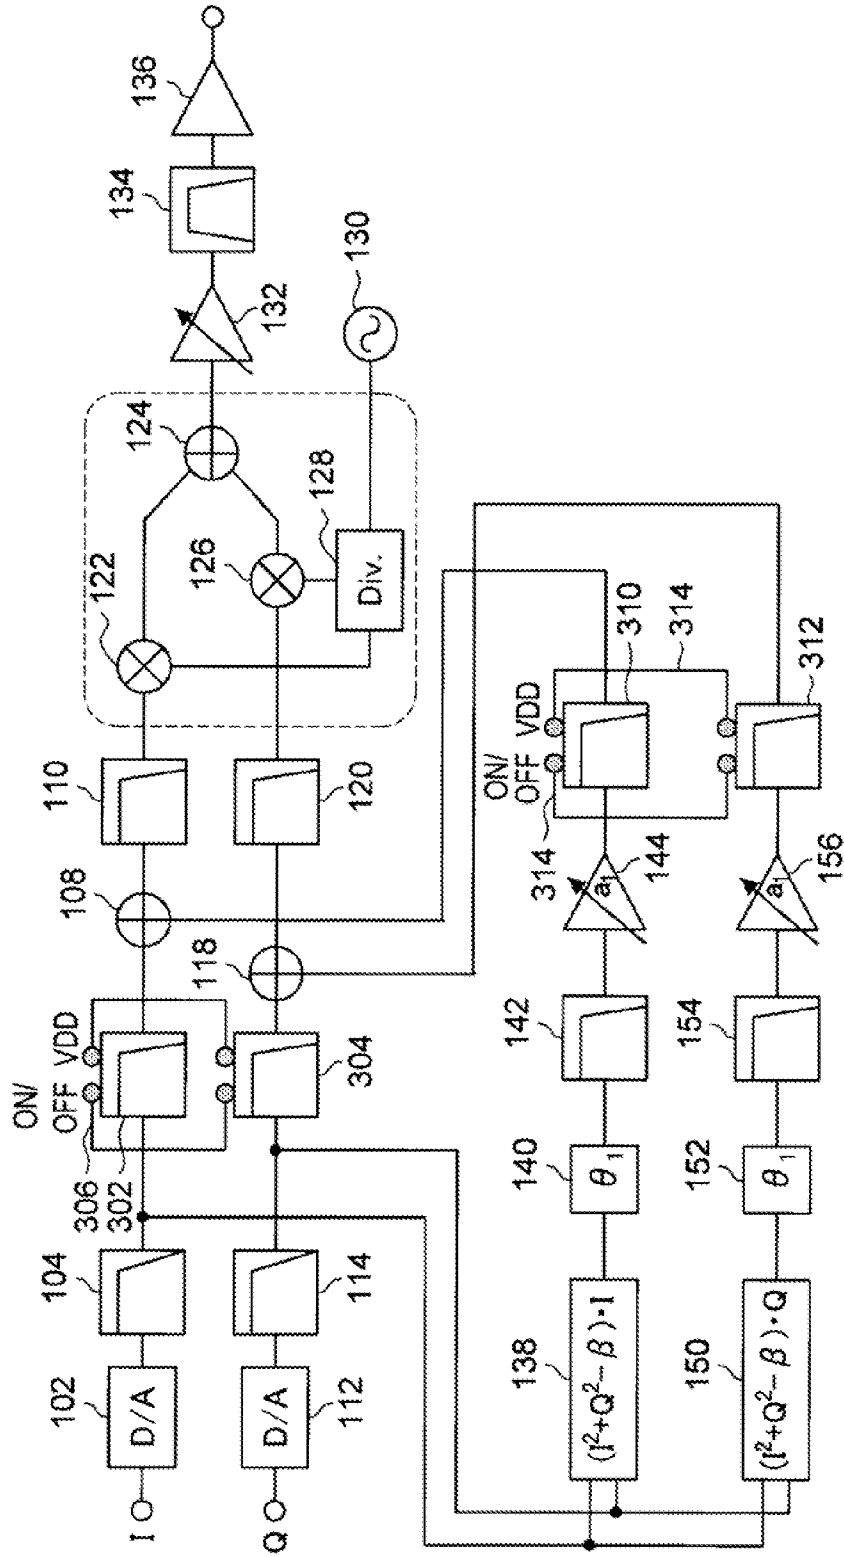 136
134
130
132
124
128
126
122
110
120
108
118
ON/
OFF VDD
304
306
302
104
114
102
112
D/A
D/A
I
Q
Div.
310
314
312
ON/
OFF VDD
314
144
156
a1
a1
142
154
140
152
θ1
θ1
138
150
(I²+Q²−β)・I
(I²+Q²−β)・Q